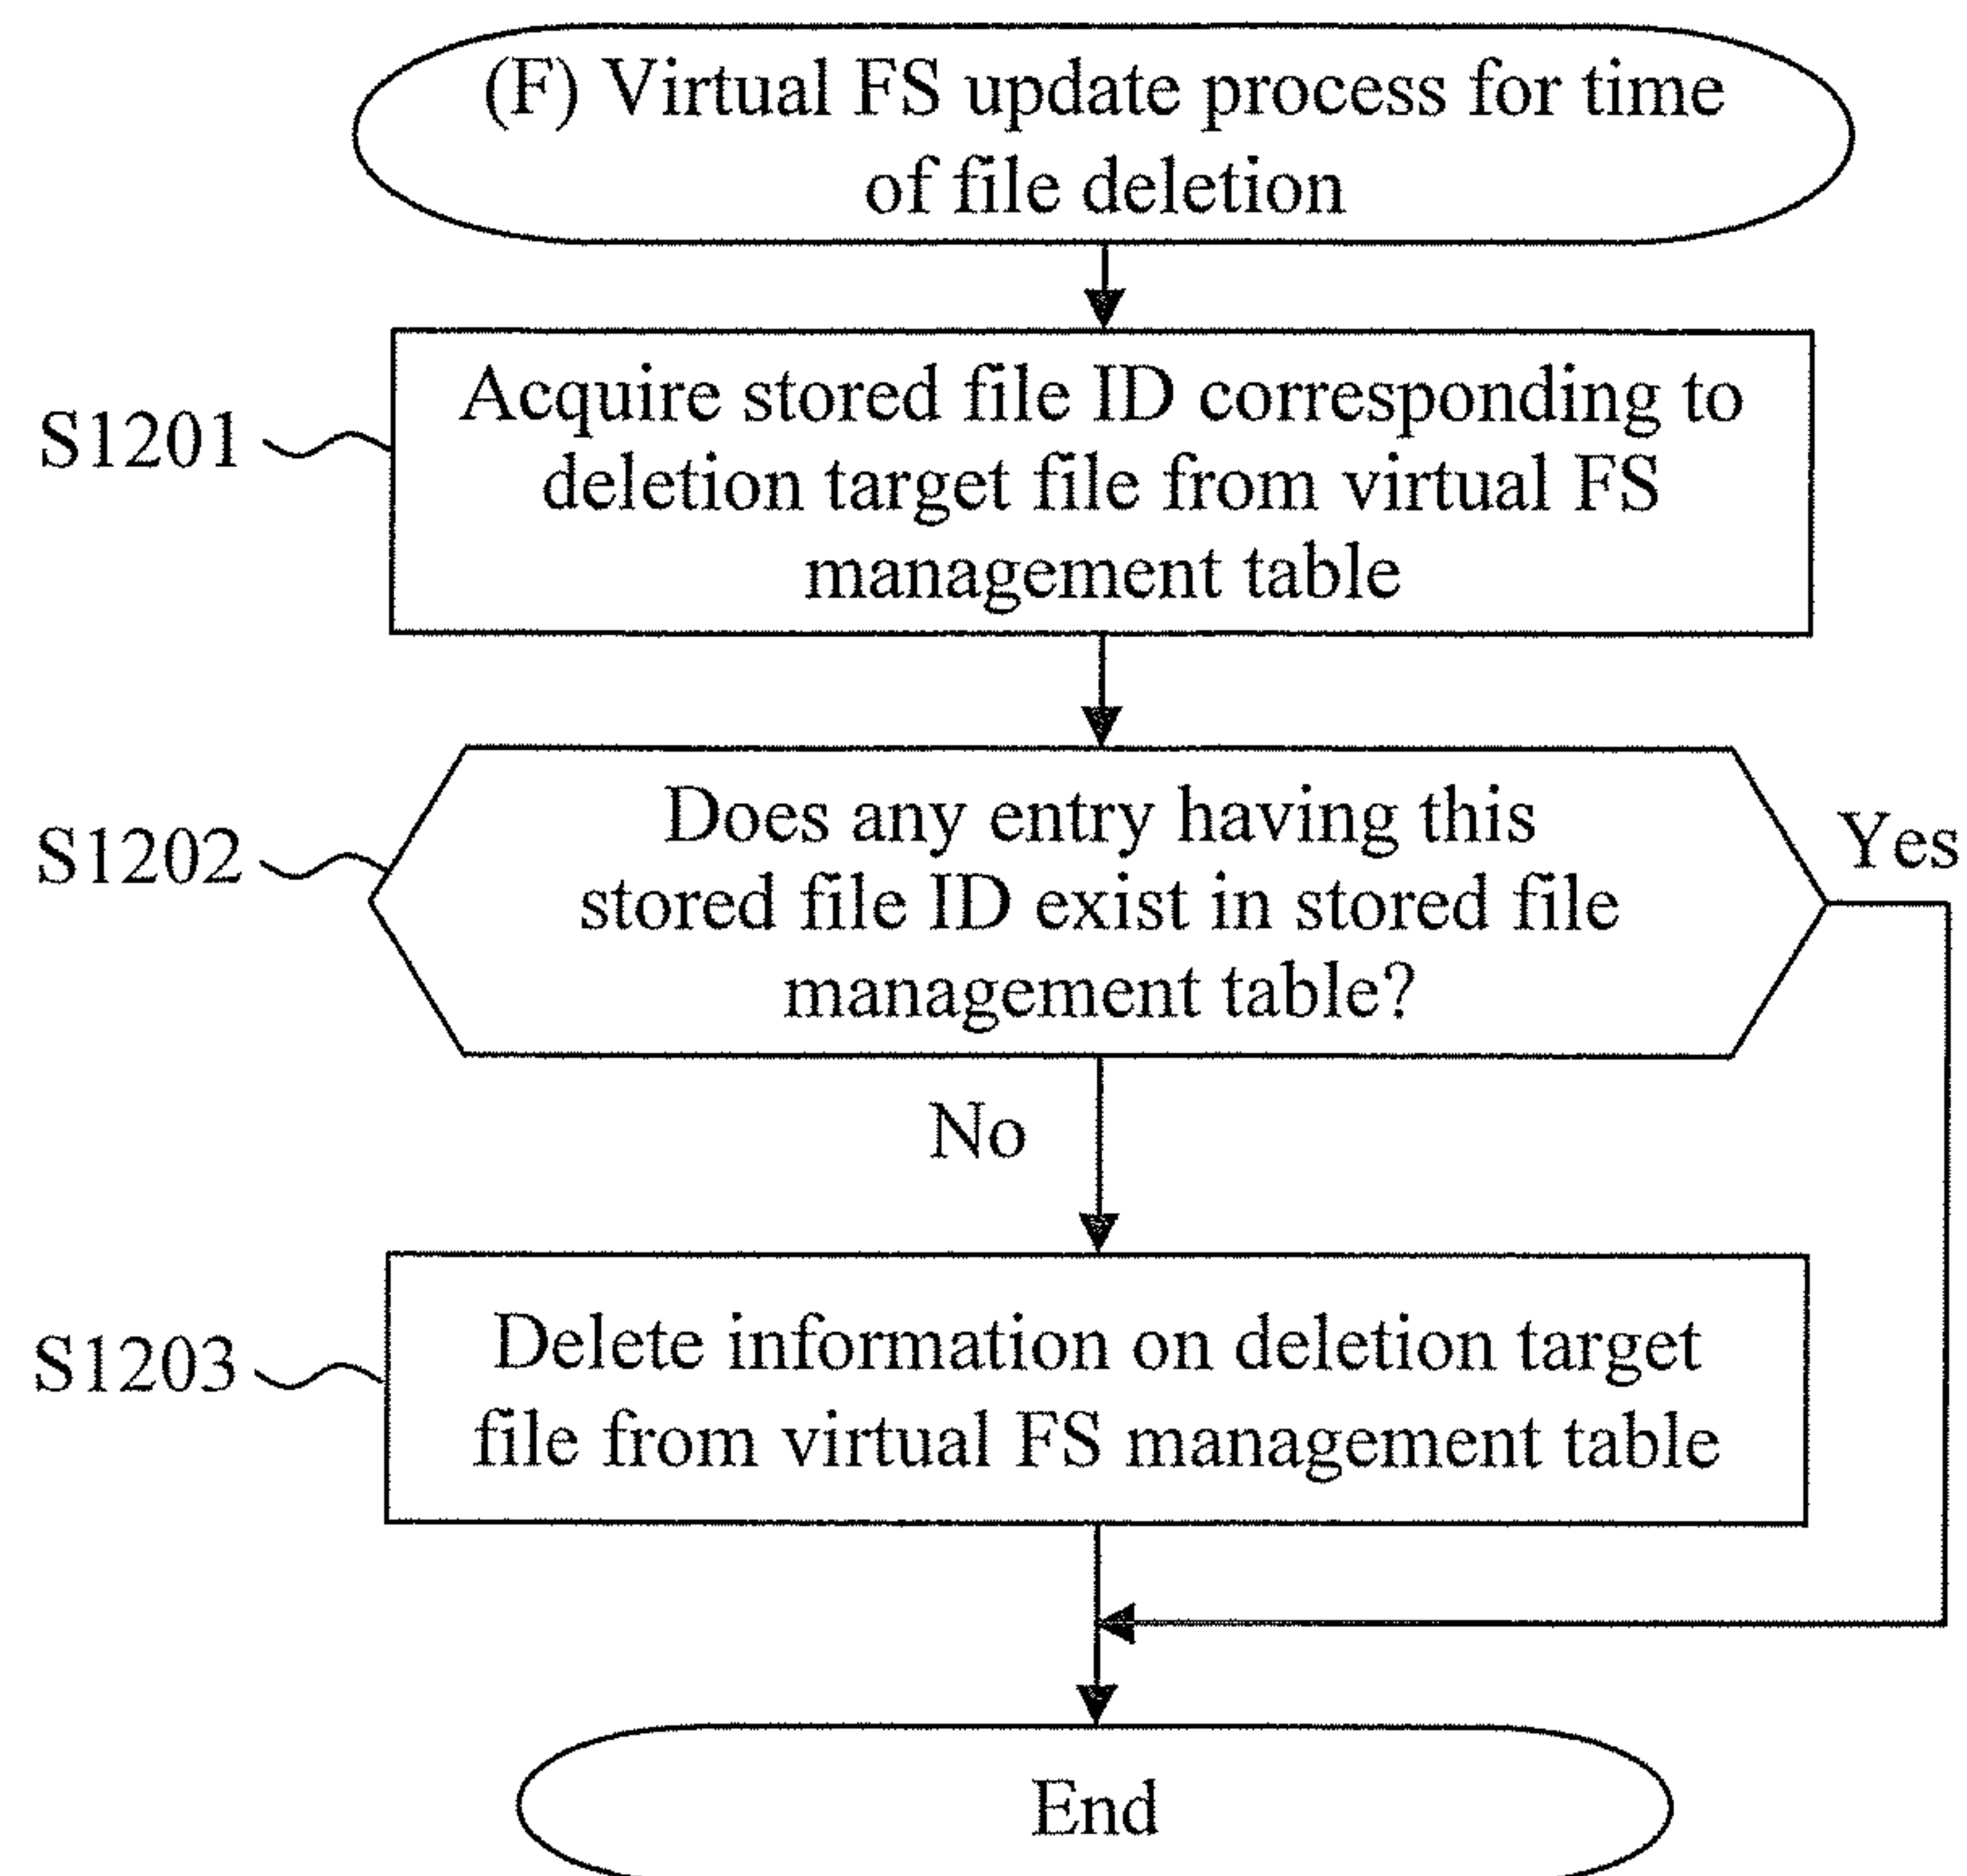 (F) Virtual FS update process for time
of file deletion
S1201
Acquire stored file ID corresponding to
deletion target file from virtual FS
management table
S1202
Does any entry having this
stored file ID exist in stored file
management table?
Yes
No
S1203
Delete information on deletion target
file from virtual FS management table
End